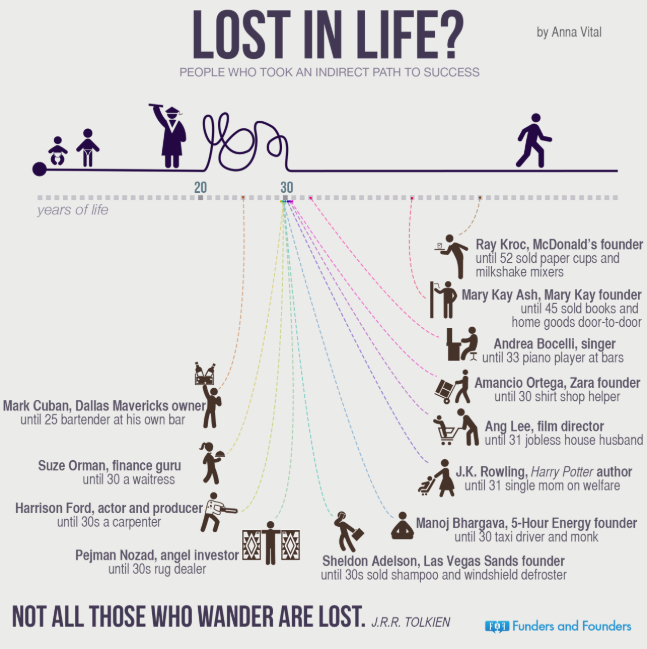 LOST IN LIFE?
by Anna Vital
PEOPLE WHO TOOK AN INDIRECT PATH TO SUCCESS
20
30
years of life
Ray Kroc, McDonald's founder
until 52 sold paper cups and
milkshake mixers
Mary Kay Ash, Mary Kay founder
until 45 sold books and
home goods door-to-door
Andrea Bocelli, singer
until 33 piano player at bars
Amancio Ortega, Zara founder
until 30 shirt shop helper
Ang Lee, film director
until 31 jobless house husband
J.K. Rowling, Harry Potter author
until 31 single mom on welfare
Manoj Bhargava, 5-Hour Energy founder
until 30 taxi driver and monk
Sheldon Adelson, Las Vegas Sands founder
until 30s sold shampoo and windshield defroster
Mark Cuban, Dallas Mavericks owner
until 25 bartender at his own bar
Suze Orman, finance guru
until 30 a waitress
Harrison Ford, actor and producer
until 30s a carpenter
Pejman Nozad, angel investor
until 30s rug dealer
NOT ALL THOSE WHO WANDER ARE LOST. J.R.R. TOLKIEN
Funders and Founders